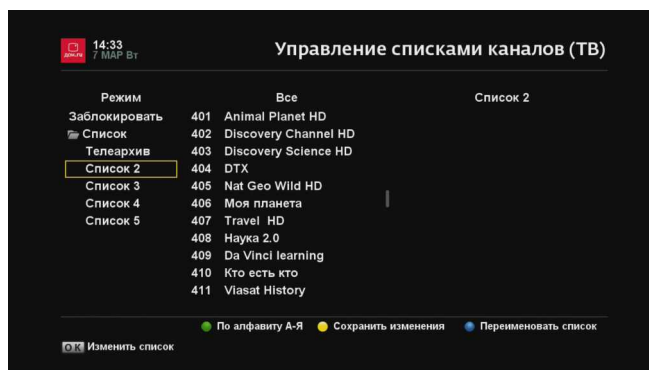 14:33
дом.ru 7 МАР Вт
Управление списками каналов (ТВ)
Режим Все Список 2
Заблокировать 401 Animal Planet HD
Список 402 Discovery Channel HD
Телеархив 403 Discovery Science HD
Список 2 404 DTX
Список 3 405 Nat Geo Wild HD
Список 4 406 Моя планета
Список 5 407 Travel HD
408 Наука 2.0
409 Da Vinci learning
410 Кто есть кто
411 Viasat History
По алфавиту А-Я Сохранить изменения Переименовать список
OK Изменить список